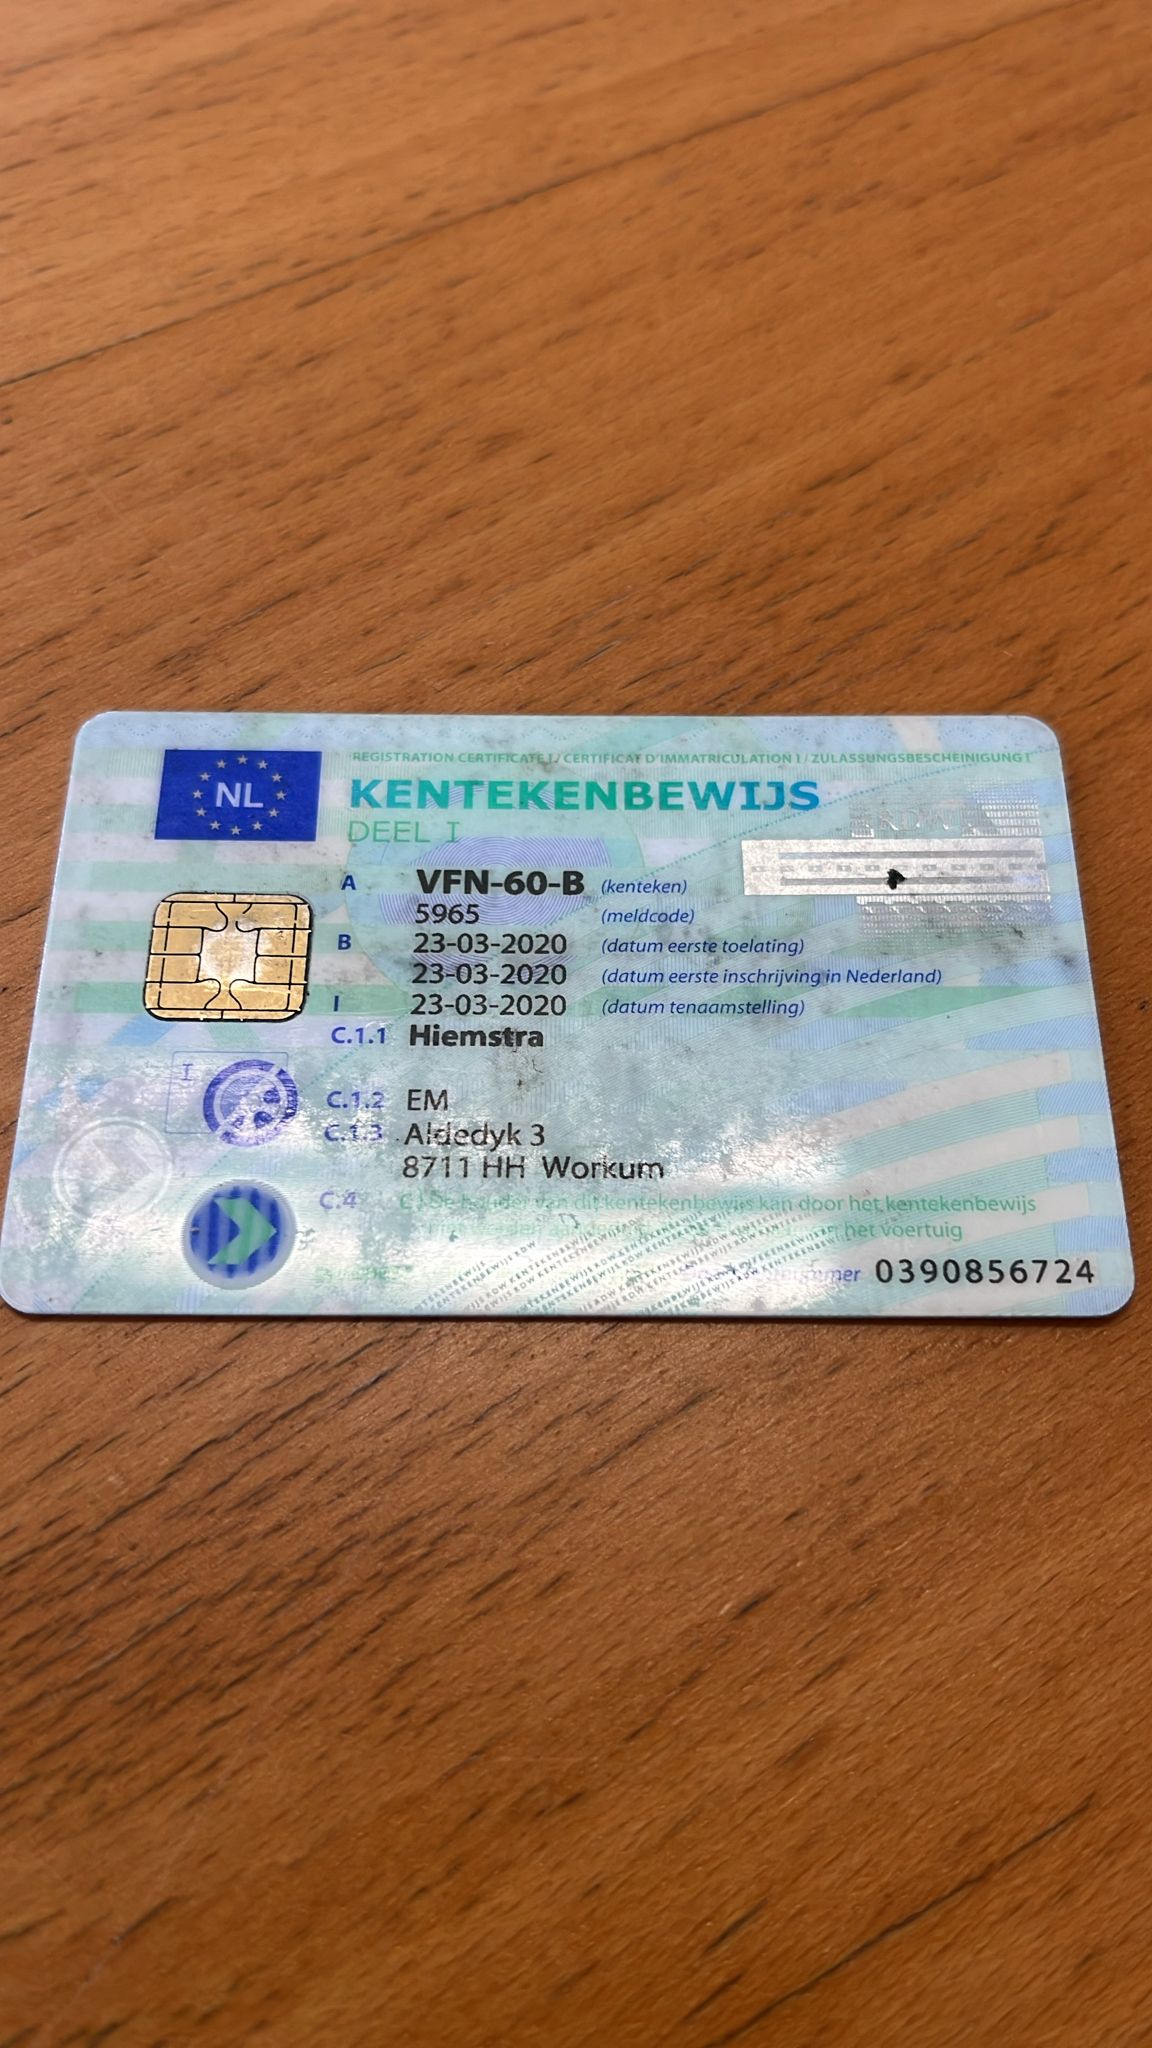 NL
REGISTRATION CERTIFICATE I / CERTIFICAT D'IMMATRICULATION I / ZULASSUNGSBESCHEINIGUNG I
KENTEKENBEWIJS
DEEL I
RDW
A VFN-60-B (kenteken)
5965 (meldcode)
B 23-03-2020 (datum eerste toelating)
23-03-2020 (datum eerste inschrijving in Nederland)
I 23-03-2020 (datum tenaamstelling)
C.1.1 Hiemstra
I
C.1.2 EM
C.1.3 Aldedyk 3
8711 HH Workum
C.4 C) De houder van dit kentekenbewijs kan door het kentekenbewijs
het voertuig
0390856724